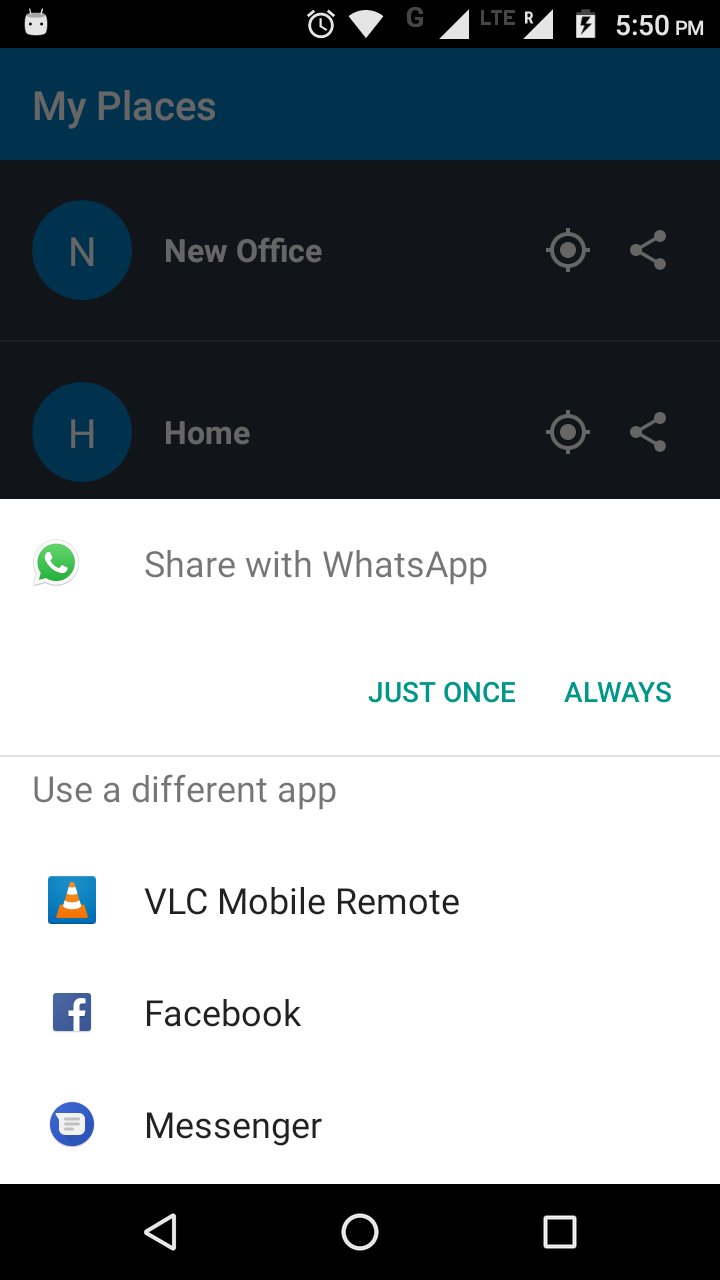 G LTE R 5:50 PM
My Places
N New Office
H Home
Share with WhatsApp
JUST ONCE ALWAYS
Use a different app
VLC Mobile Remote
Facebook
Messenger